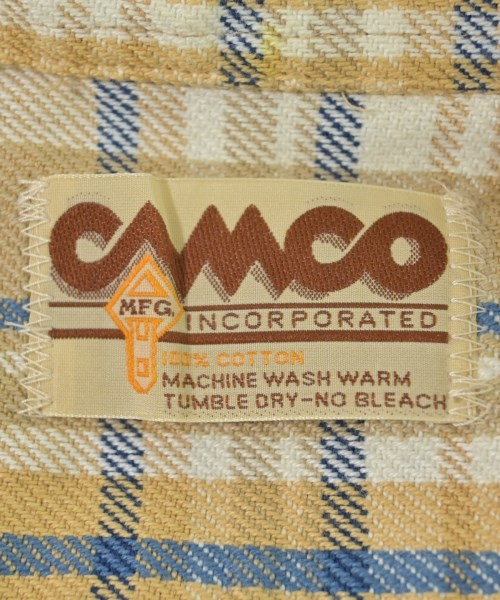 CAMCO
MFG. INCORPORATED
100% COTTON
MACHINE WASH WARM
TUMBLE DRY-NO BLEACH